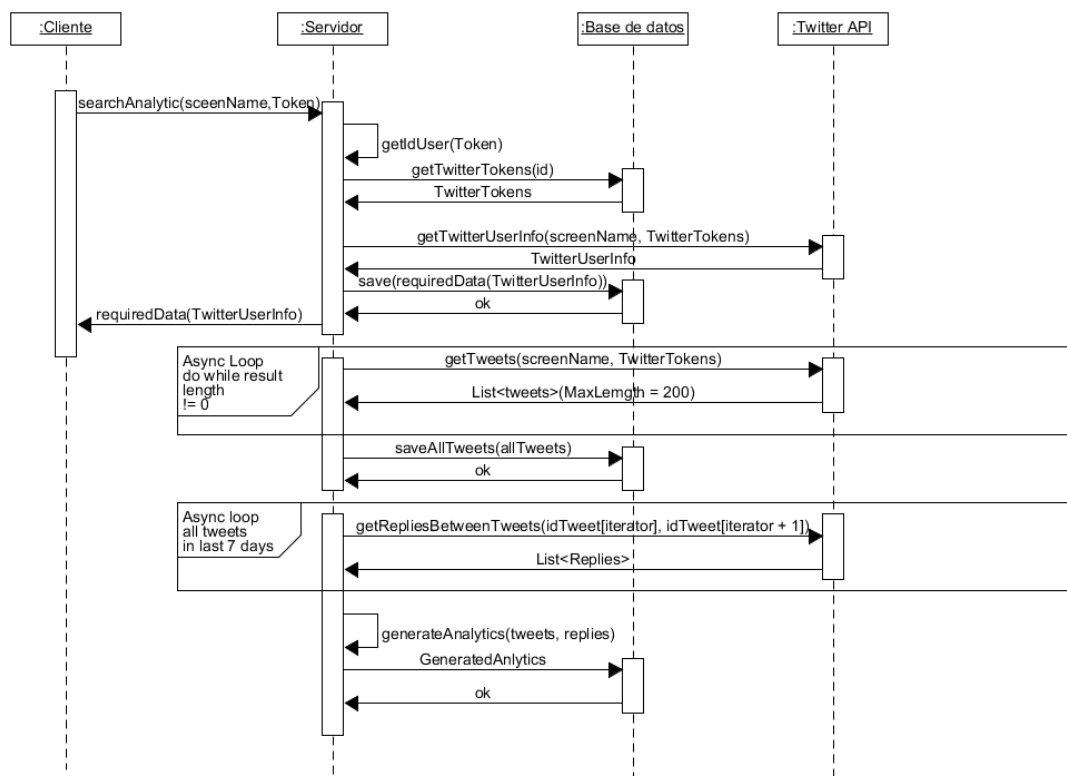 :Cliente
:Servidor
:Base de datos
:Twitter API
searchAnalytic(sceenName,Token)
getIdUser(Token)
getTwitterTokens(id)
TwitterTokens
getTwitterUserInfo(screenName, TwitterTokens)
TwitterUserInfo
save(requiredData(TwitterUserInfo))
ok
requiredData(TwitterUserInfo)
Async Loop
do while result
length
!= 0
getTweets(screenName, TwitterTokens)
List<tweets>(MaxLemgth = 200)
saveAllTweets(allTweets)
ok
Async loop
all tweets
in last 7 days
getRepliesBetweenTweets(idTweet[iterator], idTweet[iterator + 1])
List<Replies>
generateAnalytics(tweets, replies)
GeneratedAnlytics
ok